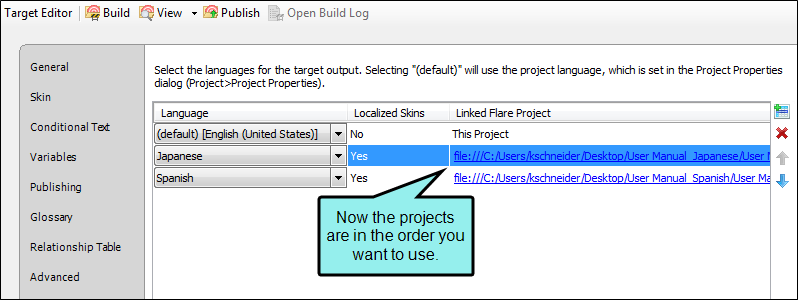 Target Editor Build View Publish Open Build Log
General
Skin
Conditional Text
Variables
Publishing
Glossary
Relationship Table
Advanced
Select the languages for the target output. Selecting "(default)" will use the project language, which is set in the Project Properties
dialog (Project>Project Properties).
Language Localized Skins Linked Flare Project
(default) [English (United States)] No This Project
Japanese Yes file:///C:/Users/kschneider/Desktop/User Manual_Japanese/User M
Spanish Yes file:///C:/Users/kschneider/Desktop/User Manual_Spanish/User Ma
Now the projects
are in the order you
want to use.